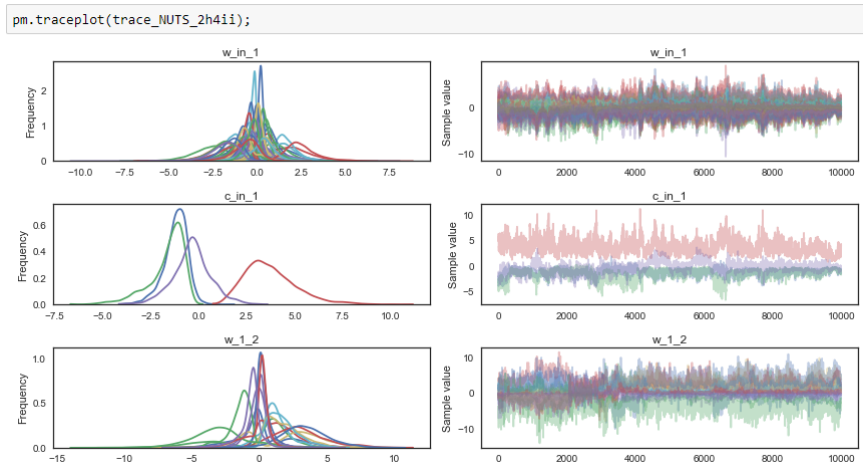 pm.traceplot(trace_NUTS_2h4ii);
w_in_1
w_in_1
Frequency
2
1
0
-10.0 -7.5 -5.0 -2.5 0.0 2.5 5.0 7.5
Sample value
0
-10
0 2000 4000 6000 8000 10000
c_in_1
c_in_1
Frequency
0.6
0.4
0.2
0.0
-7.5 -5.0 -2.5 0.0 2.5 5.0 7.5 10.0
Sample value
10
5
0
-5
0 2000 4000 6000 8000 10000
w_1_2
w_1_2
Frequency
1.0
0.5
0.0
-15 -10 -5 0 5 10
Sample value
10
0
-10
0 2000 4000 6000 8000 10000